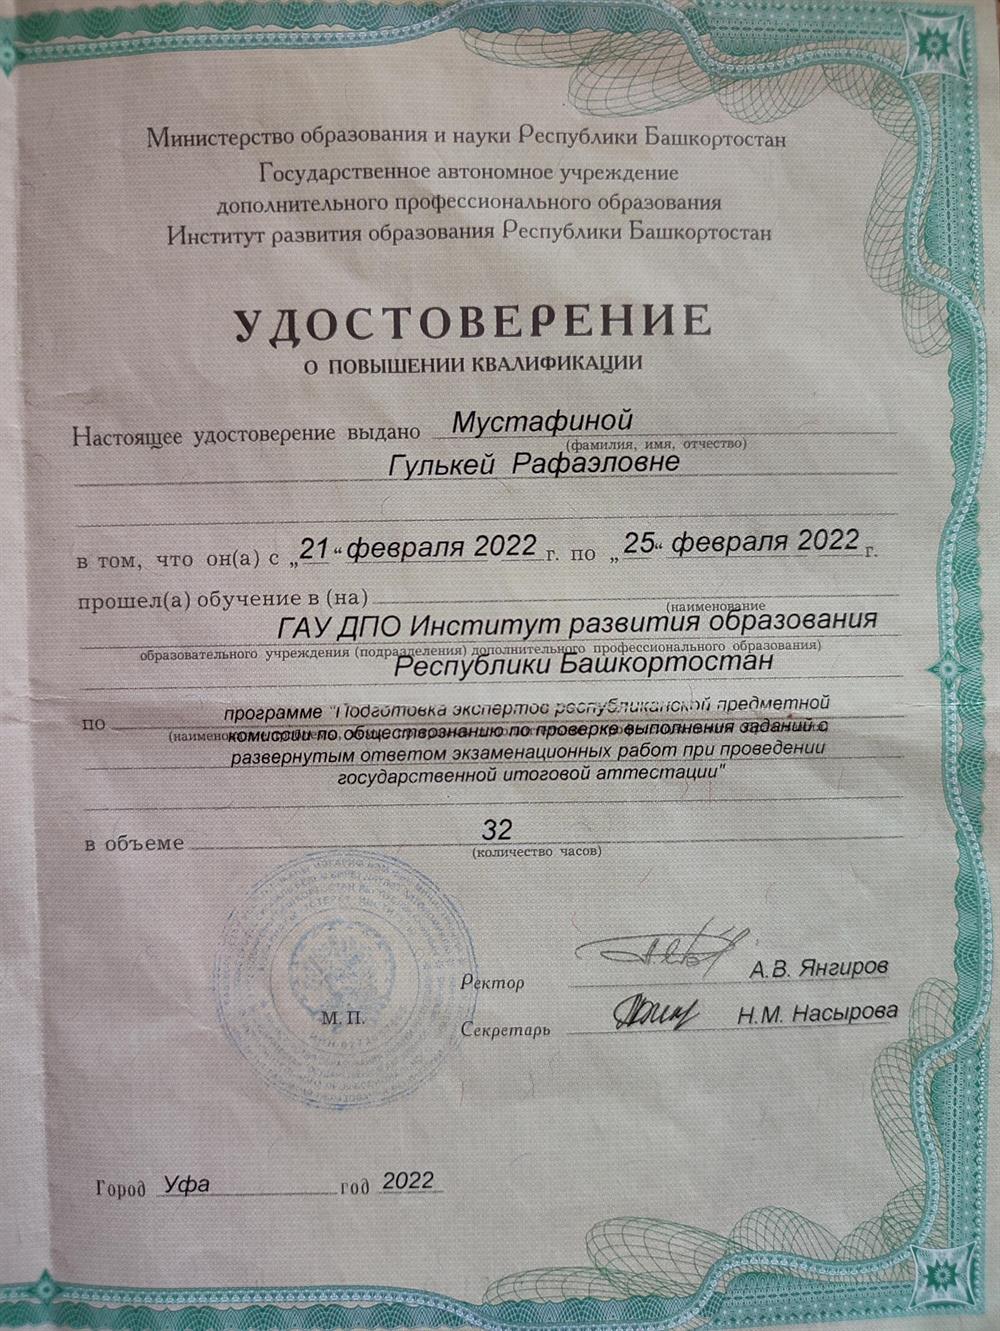 Министерство образования и науки Республики Башкортостан
Государственное автономное учреждение
дополнительного профессионального образования
Институт развития образования Республики Башкортостан
УДОСТОВЕРЕНИЕ
О ПОВЫШЕНИИ КВАЛИФИКАЦИИ
Настоящее удостоверение выдано Мустафиной
(фамилия, имя, отчество)
Гулькей Рафаэловне
в том, что он(а) с „21“ февраля 2022 г. по „25“ февраля 2022 г.
прошел(а) обучение в (на)
(наименование
ГАУ ДПО Институт развития образования
образовательного учреждения (подразделения) дополнительного профессионального образования)
Республики Башкортостан
по программе "Подготовка экспертов республиканской предметной
комиссии по обществознанию по проверке выполнения заданий с
развернутым ответом экзаменационных работ при проведении
государственной итоговой аттестации"
в объеме 32
(количество часов)
Ректор А.В. Янгиров
М.П.
Секретарь Н.М. Насырова
Город Уфа год 2022